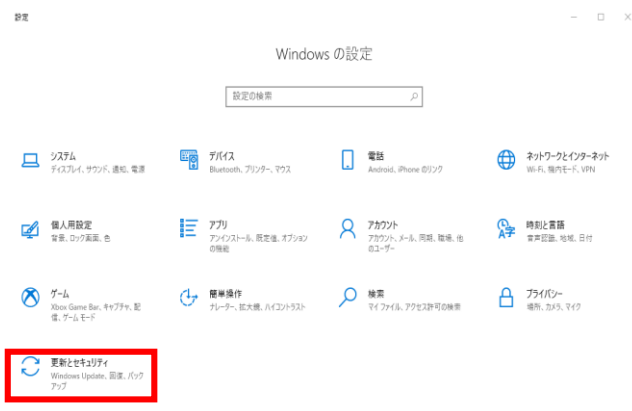 設定
Windows の設定
設定の検索
システム
ディスプレイ、サウンド、通知、電源
デバイス
Bluetooth、プリンター、マウス
電話
Android、iPhone のリンク
ネットワークとインターネット
Wi-Fi、機内モード、VPN
個人用設定
背景、ロック画面、色
アプリ
アンインストール、既定値、オプション
の機能
アカウント
アカウント、メール、同期、職場、他
のユーザー
時刻と言語
音声認識、地域、日付
ゲーム
Xbox Game Bar、キャプチャ、配
信、ゲーム モード
簡単操作
ナレーター、拡大鏡、ハイコントラスト
検索
マイ ファイル、アクセス許可の検索
プライバシー
場所、カメラ、マイク
更新とセキュリティ
Windows Update、回復、バック
アップ